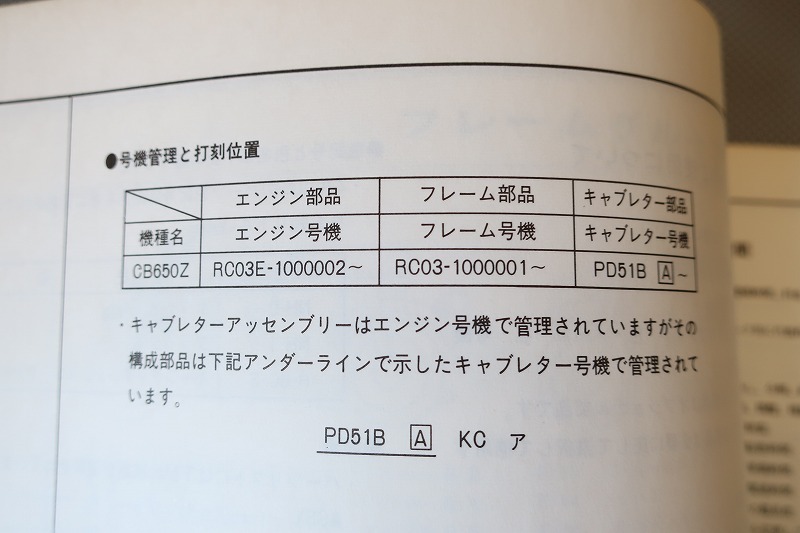 ●号機管理と打刻位置
エンジン部品 フレーム部品 キャブレター部品
機種名 エンジン号機 フレーム号機 キャブレター号機
CB650Z RC03E-1000002～ RC03-1000001～ PD51B A～
・キャブレターアッセンブリーはエンジン号機で管理されていますがその
構成部品は下記アンダーラインで示したキャブレター号機で管理されて
います。
PD51B A KC ア